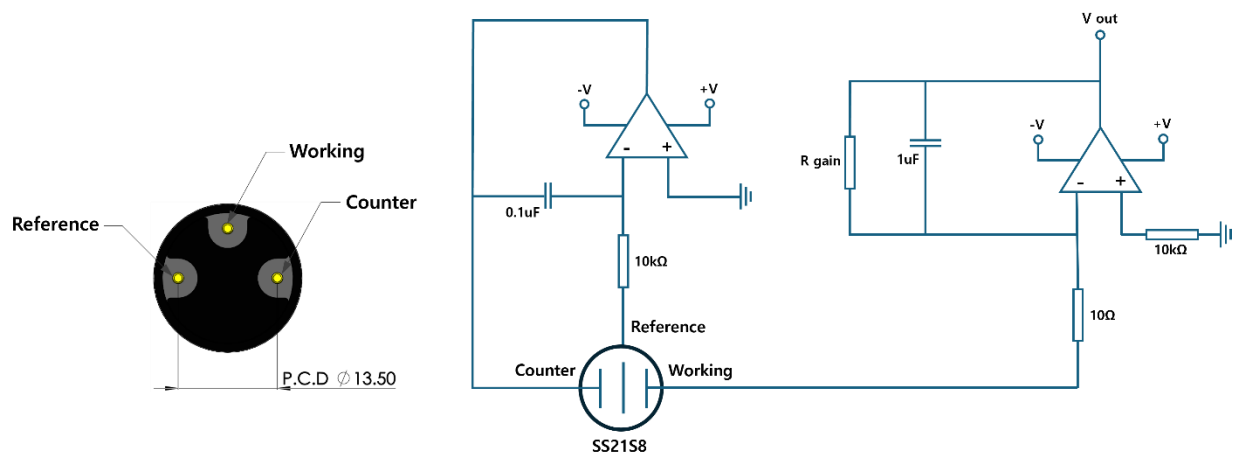 Working
Counter
Reference
P.C.D ∅13.50
-V
+V
-
+
0.1uF
10kΩ
Reference
Counter
Working
SS21S8
V out
R gain
1uF
-V
+V
-
+
10kΩ
10Ω